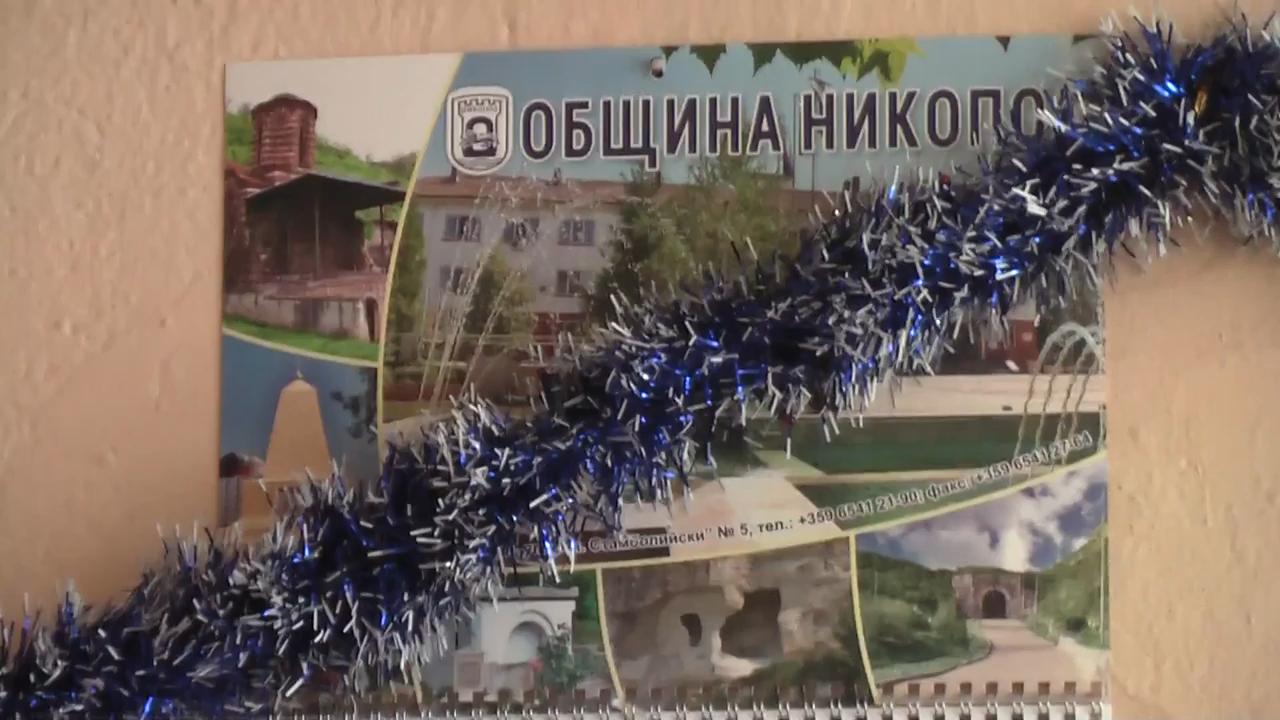 ОБЩИНА НИКОПО
Стамболийски" № 5, тел.: +359 6541 21-90; факс: +359 6541 27-64